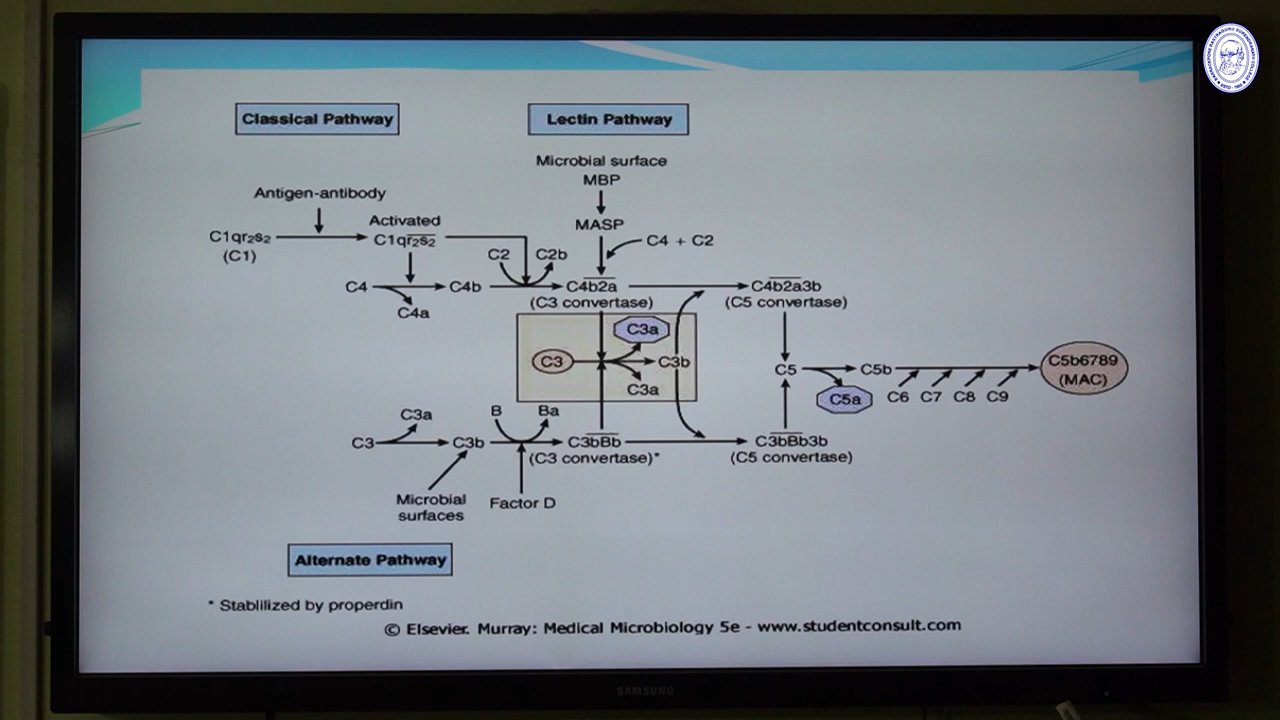 Classical Pathway
Lectin Pathway
Microbial surface
MBP
Antigen-antibody
MASP
Activated
C1qr2s2
C1qr2s2
(C1)
C4 + C2
C2
C2b
C4
C4b
C4b2a
(C3 convertase)
C4b2a3b
(C5 convertase)
C4a
C3a
C3
C3b
C3a
C5
C5b
C5b6789
(MAC)
C5a
C6
C7
C8
C9
C3a
B
Ba
C3
C3b
C3bBb
(C3 convertase)*
C3bBb3b
(C5 convertase)
Microbial
surfaces
Factor D
Alternate Pathway
* Stablilized by properdin
© Elsevier. Murray: Medical Microbiology 5e - www.studentconsult.com
SAMSUNG